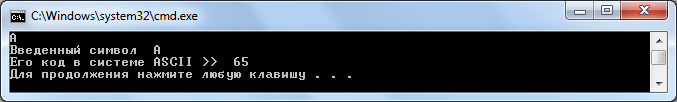 C:\Windows\system32\cmd.exe
A
Введенный символ  A
Его код в системе ASCII >>  65
Для продолжения нажмите любую клавишу . . .